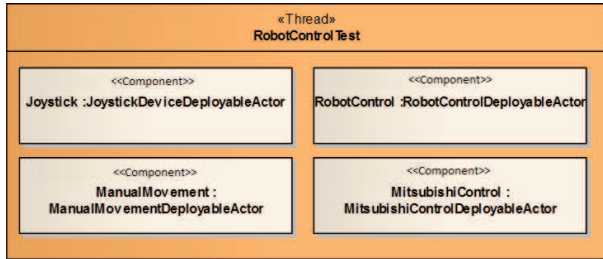 «Thread»
RobotControlTest
<<Component>>
Joystick :JoystickDeviceDeployableActor
<<Component>>
RobotControl :RobotControlDeployableActor
<<Component>>
ManualMovement :
ManualMovementDeployableActor
<<Component>>
MitsubishiControl :
MitsubishiControlDeployableActor